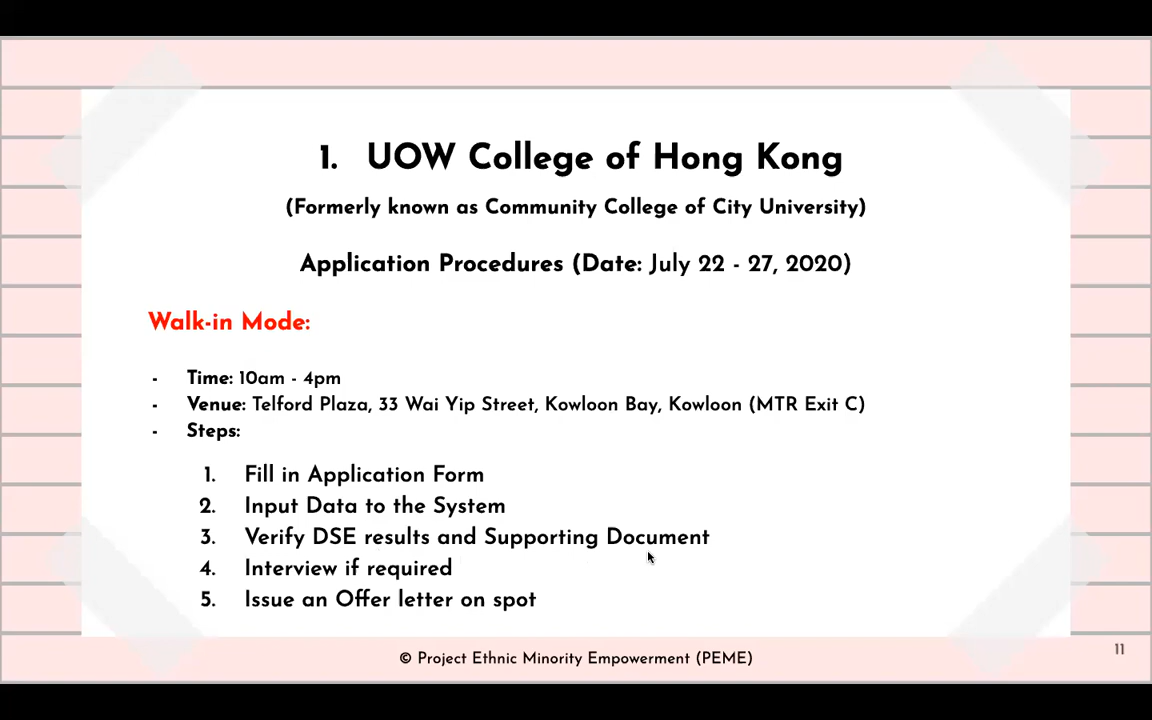 1. UOW College of Hong Kong
(Formerly known as Community College of City University)
Application Procedures (Date: July 22 - 27, 2020)
Walk-in Mode:
- Time: 10am - 4pm
- Venue: Telford Plaza, 33 Wai Yip Street, Kowloon Bay, Kowloon (MTR Exit C)
- Steps:
1. Fill in Application Form
2. Input Data to the System
3. Verify DSE results and Supporting Document
4. Interview if required
5. Issue an Offer letter on spot
© Project Ethnic Minority Empowerment (PEME)
11